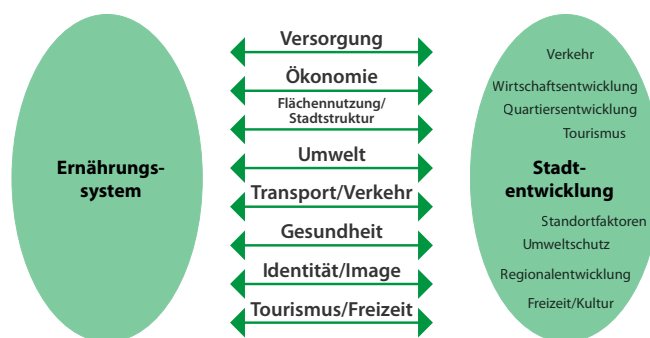 Ernährungs-
system
Versorgung
Ökonomie
Flächennutzung/
Stadtstruktur
Umwelt
Transport/Verkehr
Gesundheit
Identität/Image
Tourismus/Freizeit
Verkehr
Wirtschaftsentwicklung
Quartiersentwicklung
Tourismus
Stadt-
entwicklung
Standortfaktoren
Umweltschutz
Regionalentwicklung
Freizeit/Kultur